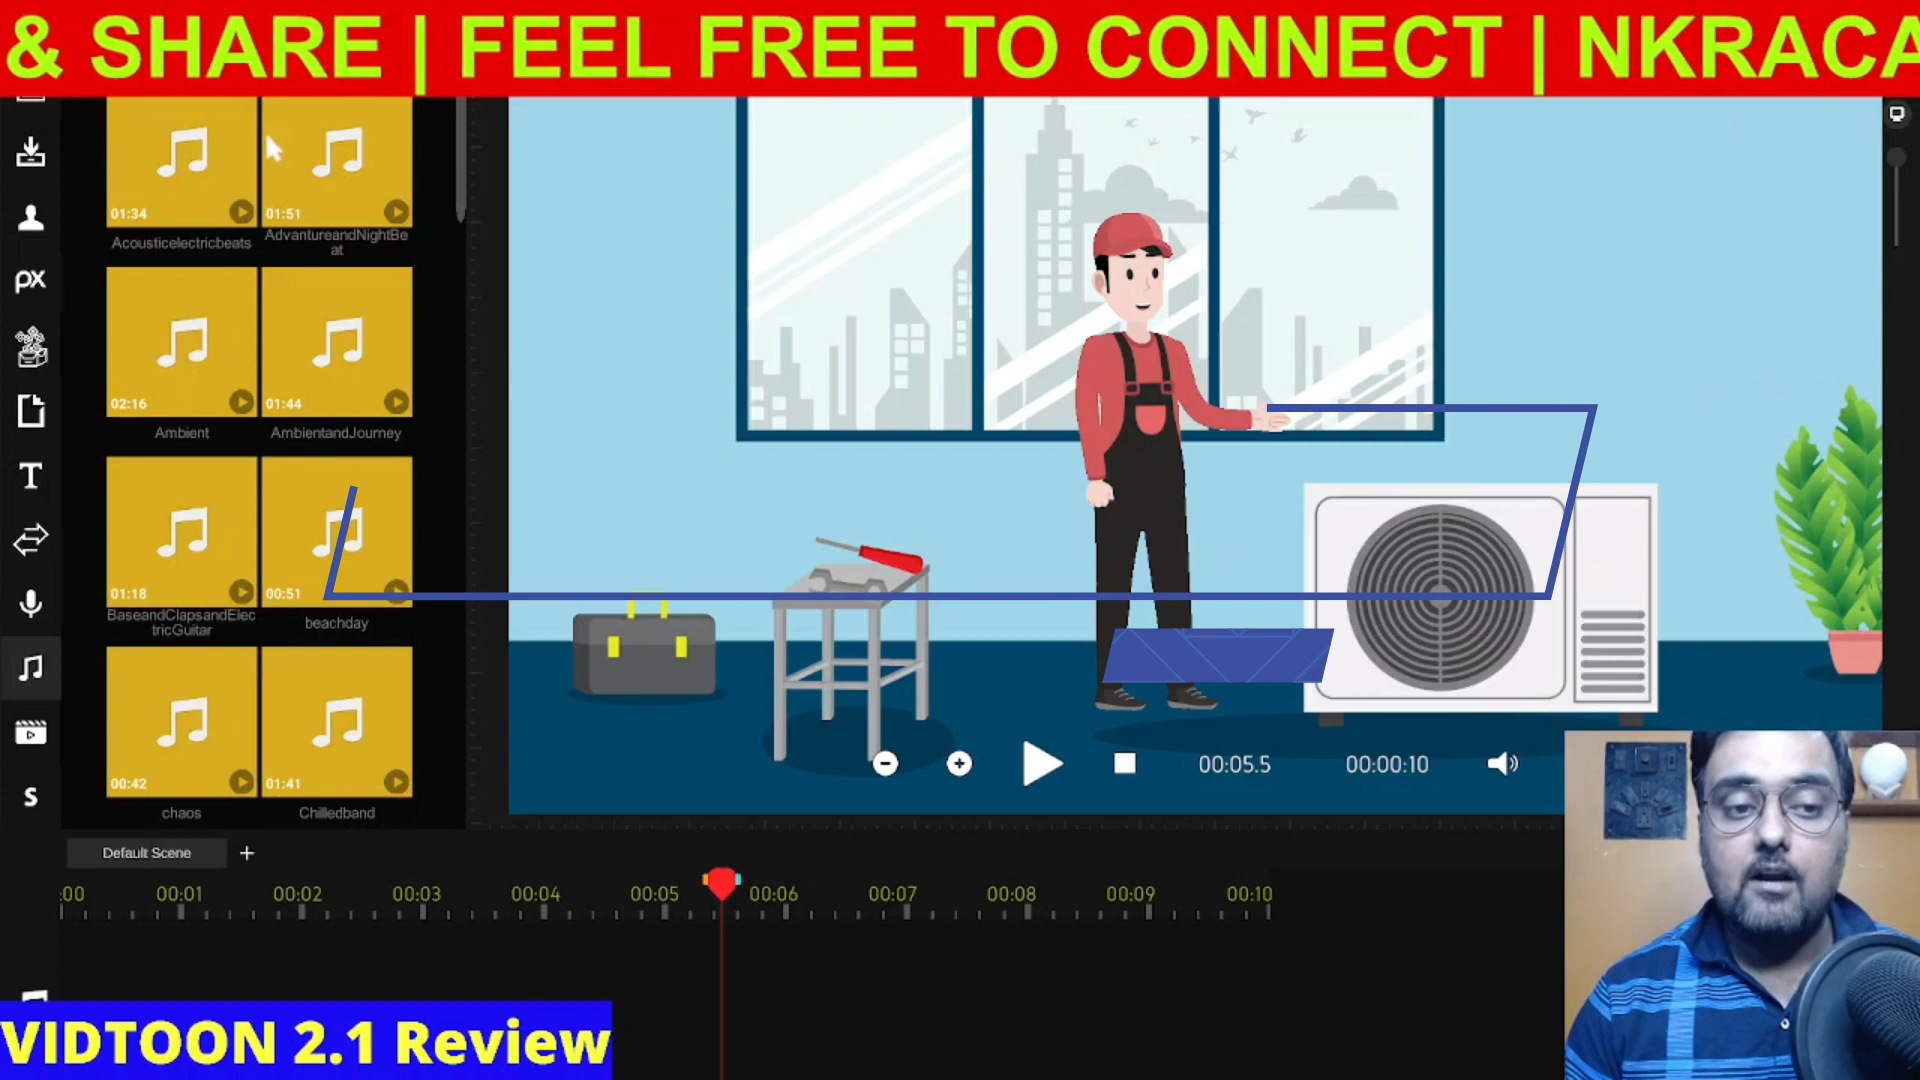 & SHARE | FEEL FREE TO CONNECT | NKRACA
01:34
01:51
Acousticelectricbeats
AdvantureandNightBe
at
px
02:16
01:44
Ambient
AmbientandJourney
T
01:18
00:51
BaseandClapsandElec
tricGuitar
beachday
00:42
01:41
S
chaos
Chilledband
00:05.5
00:00:10
Default Scene +
:00 00:01 00:02 00:03 00:04 00:05 00:06 00:07 00:08 00:09 00:10
VIDTOON 2.1 Review